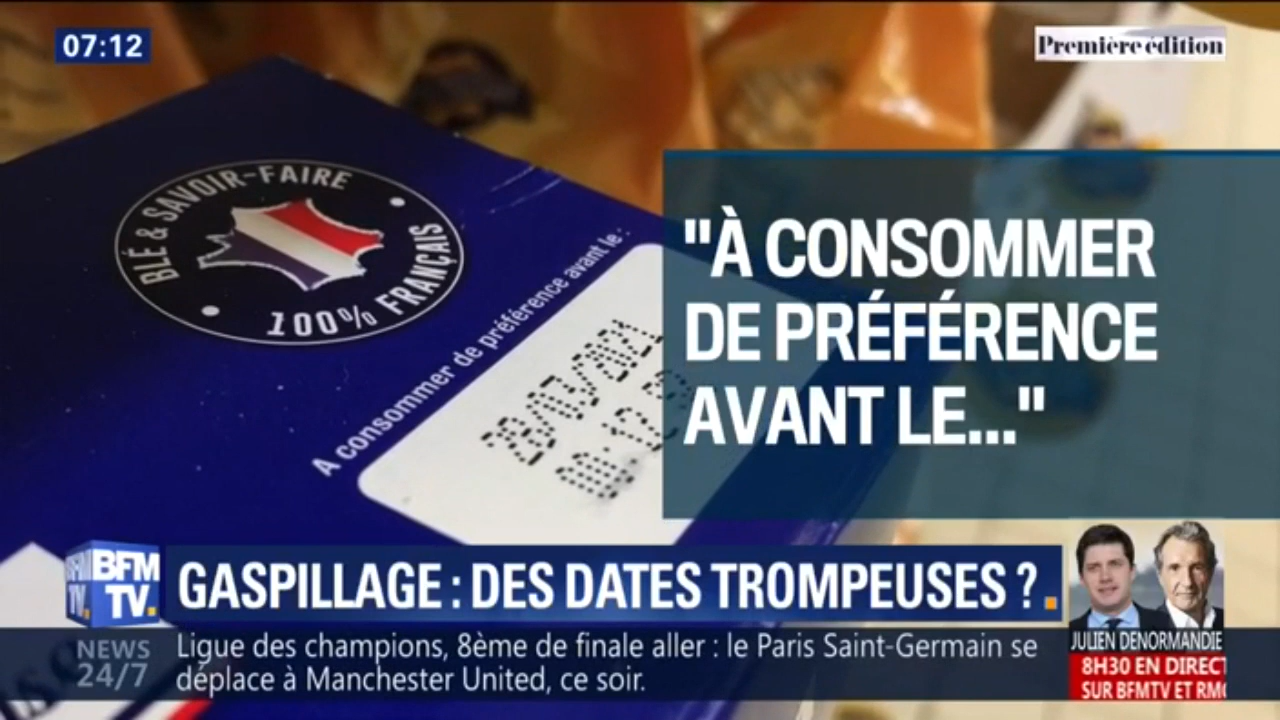 07:12
Première édition
BLÉ & SAVOIR-FAIRE
100% FRANÇAIS
A consommer de préférence avant le :
"À CONSOMMER
DE PRÉFÉRENCE
AVANT LE..."
BFM
TV.
GASPILLAGE : DES DATES TROMPEUSES ?
NEWS
24/7
Ligue des champions, 8ème de finale aller : le Paris Saint-Germain se
déplace à Manchester United, ce soir.
JULIEN DENORMANDIE
8H30 EN DIRECT
SUR BFMTV ET RMC